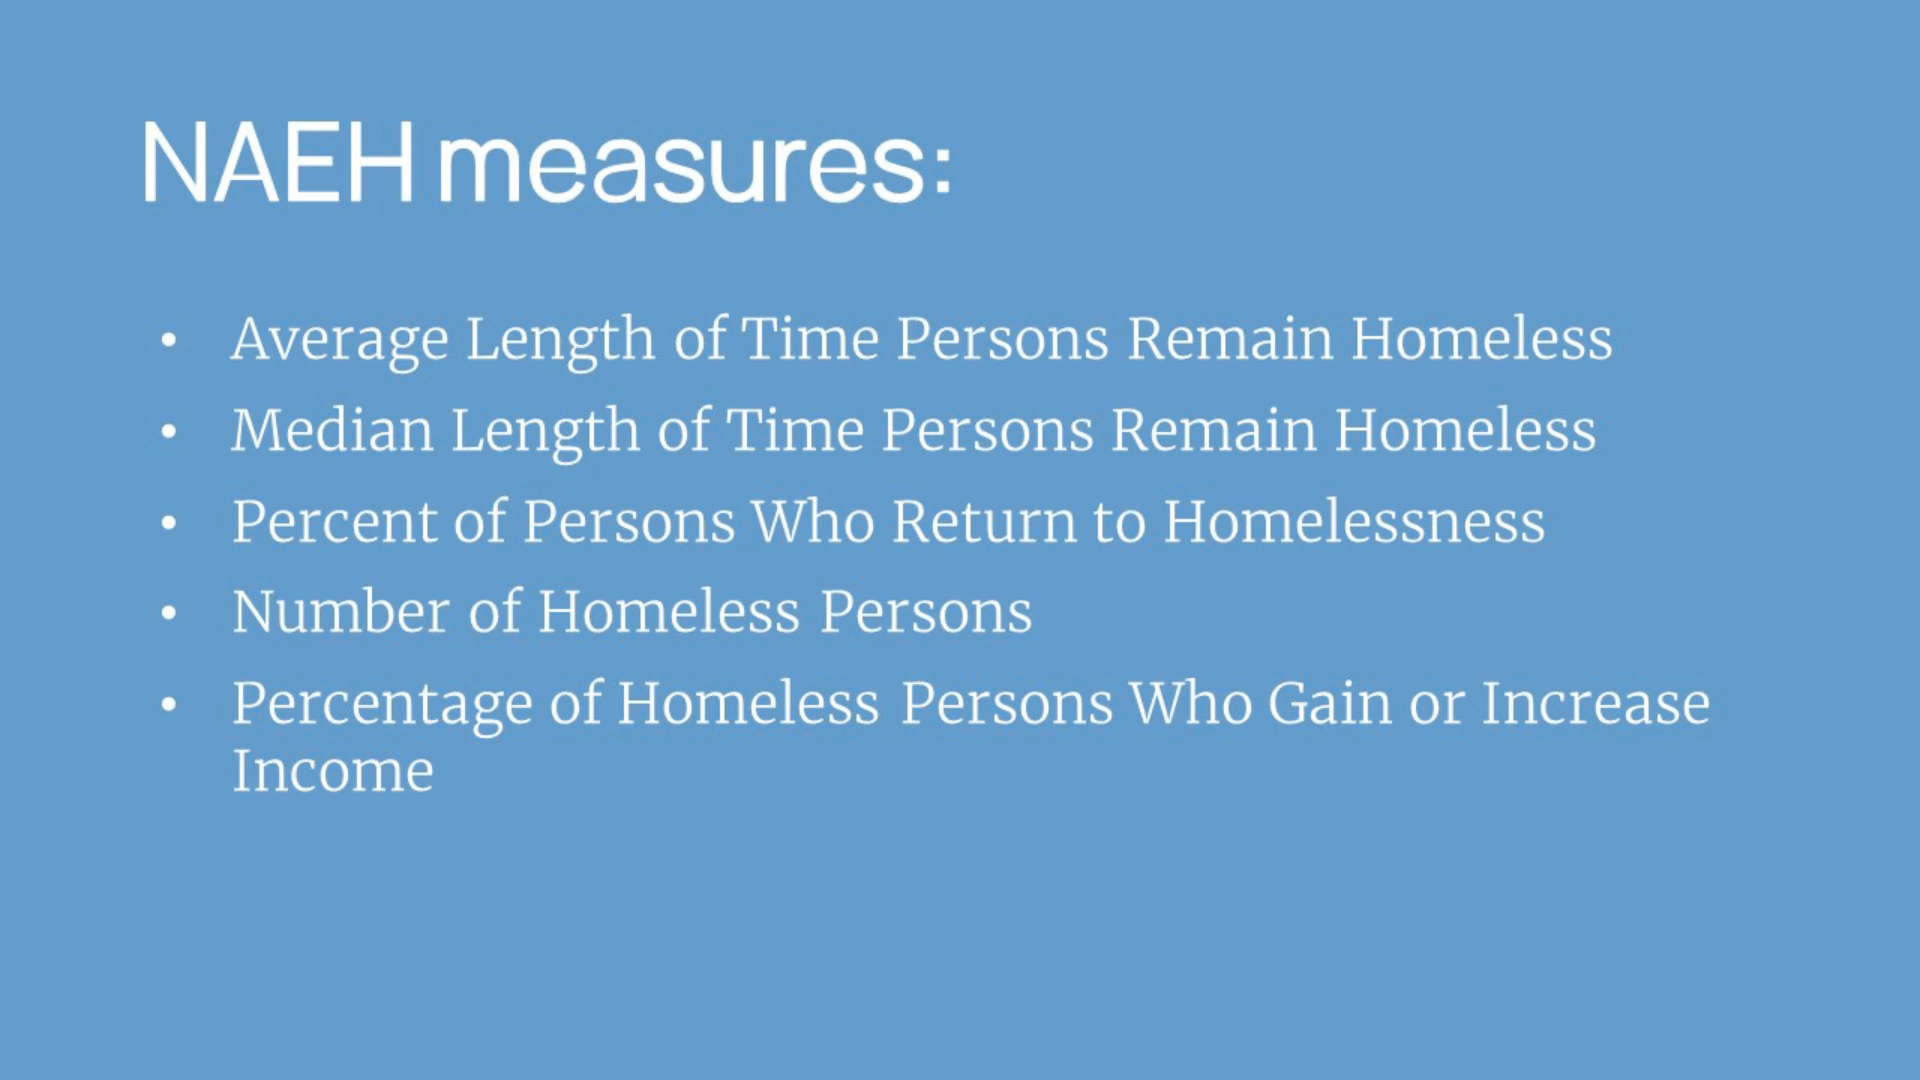 NAEH measures:
• Average Length of Time Persons Remain Homeless
• Median Length of Time Persons Remain Homeless
• Percent of Persons Who Return to Homelessness
• Number of Homeless Persons
• Percentage of Homeless Persons Who Gain or Increase
Income